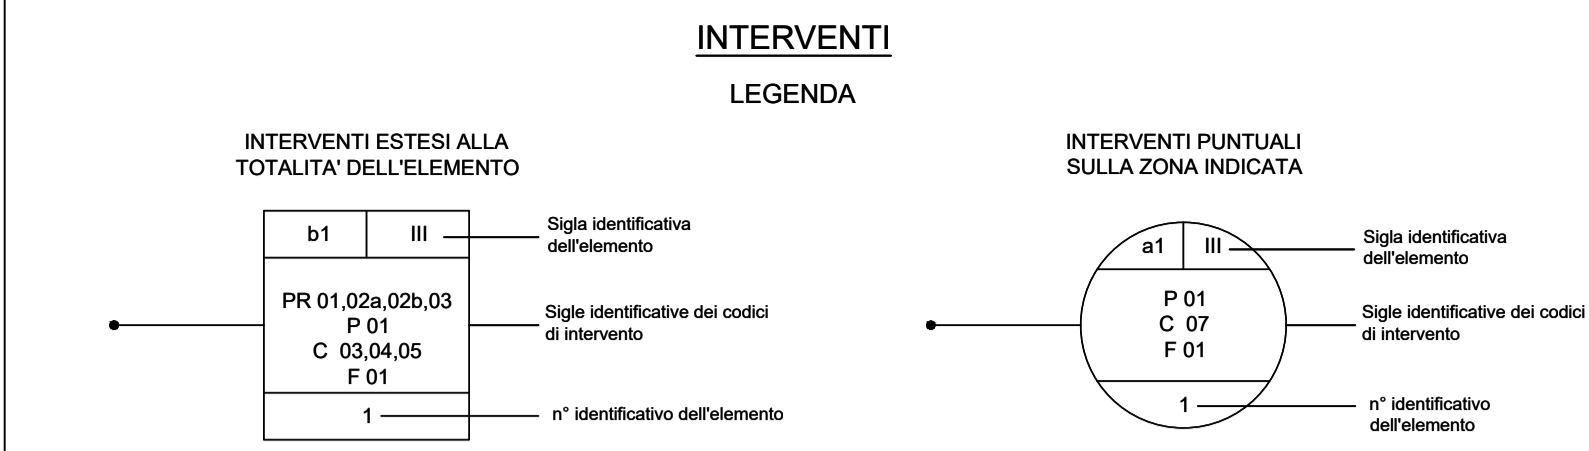 INTERVENTI
LEGENDA
INTERVENTI ESTESI ALLA
TOTALITA' DELL'ELEMENTO
b1
III
Sigla identificativa
dell'elemento
PR 01,02a,02b,03
P 01
C 03,04,05
F 01
Sigle identificative dei codici
di intervento
1
n° identificativo dell'elemento
INTERVENTI PUNTUALI
SULLA ZONA INDICATA
a1
III
Sigla identificativa
dell'elemento
P 01
C 07
F 01
Sigle identificative dei codici
di intervento
1
n° identificativo
dell'elemento